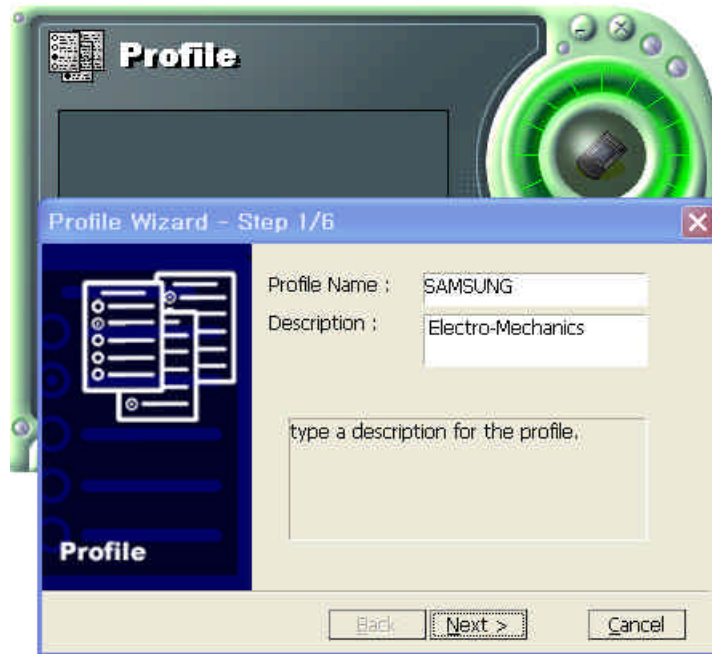 Profile
Profile Wizard - Step 1/6
Profile Name : SAMSUNG
Description : Electro-Mechanics
type a description for the profile.
Profile
Back Next > Cancel